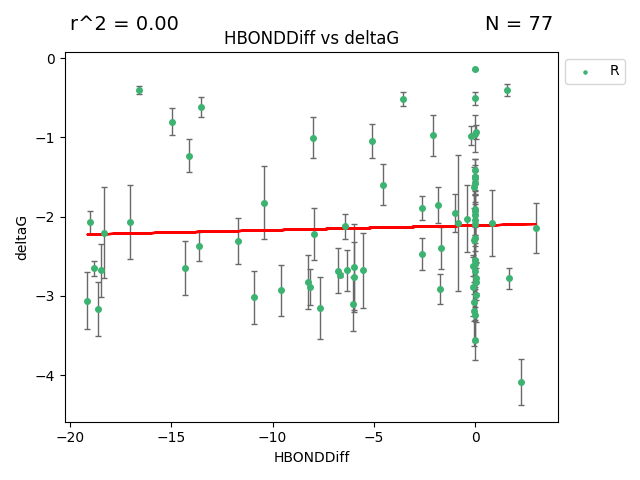 r^2 = 0.00
N = 77
HBONDDiff vs deltaG
R
deltaG
0
−1
−2
−3
−4
−20
−15
−10
−5
0
HBONDDiff